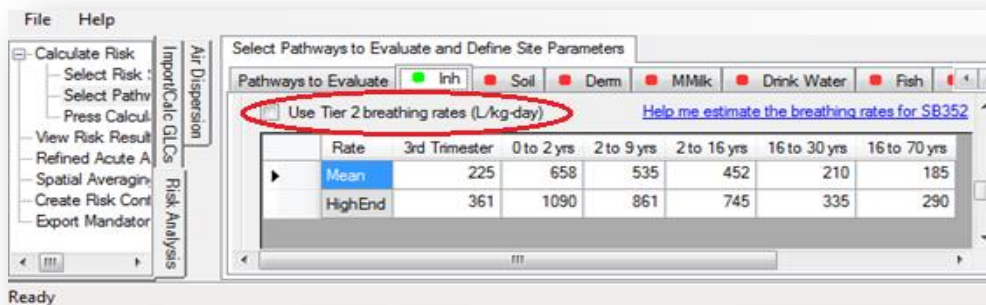 File Help
Calculate Risk
Select Risk
Select Pathw
Press Calcul
View Risk Result
Refined Acute A
Spatial Averagin
Create Risk Cont
Export Mandator
Import/Calc GLCs
Risk Analysis
Air Dispersion
Select Pathways to Evaluate and Define Site Parameters
Pathways to Evaluate Inh Soil Derm MMilk Drink Water Fish
Use Tier 2 breathing rates (L/kg-day) Help me estimate the breathing rates for SB352
Rate 3rd Trimester 0 to 2 yrs 2 to 9 yrs 2 to 16 yrs 16 to 30 yrs 16 to 70 yrs
Mean 225 658 535 452 210 185
HighEnd 361 1090 861 745 335 290
Ready